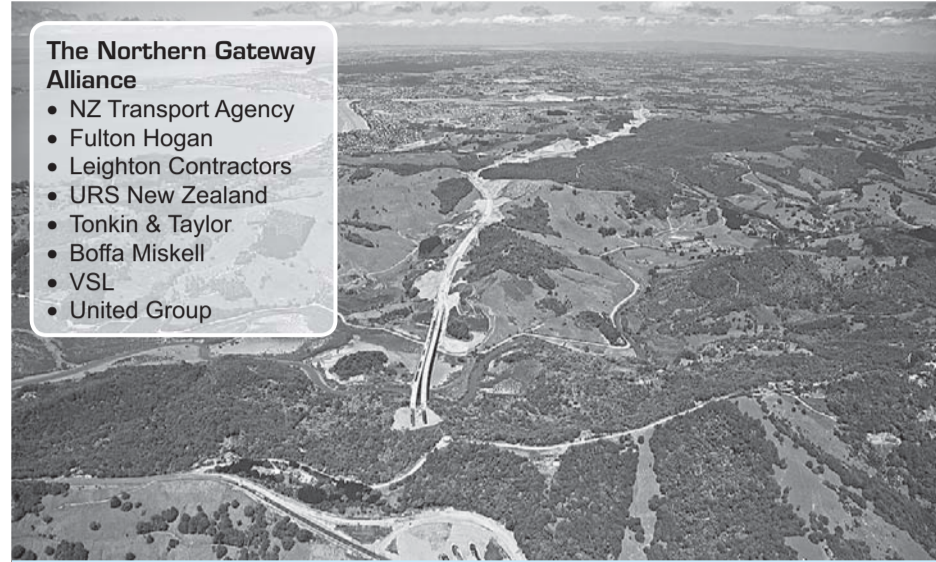 The Northern Gateway
Alliance
• NZ Transport Agency
• Fulton Hogan
• Leighton Contractors
• URS New Zealand
• Tonkin & Taylor
• Boffa Miskell
• VSL
• United Group